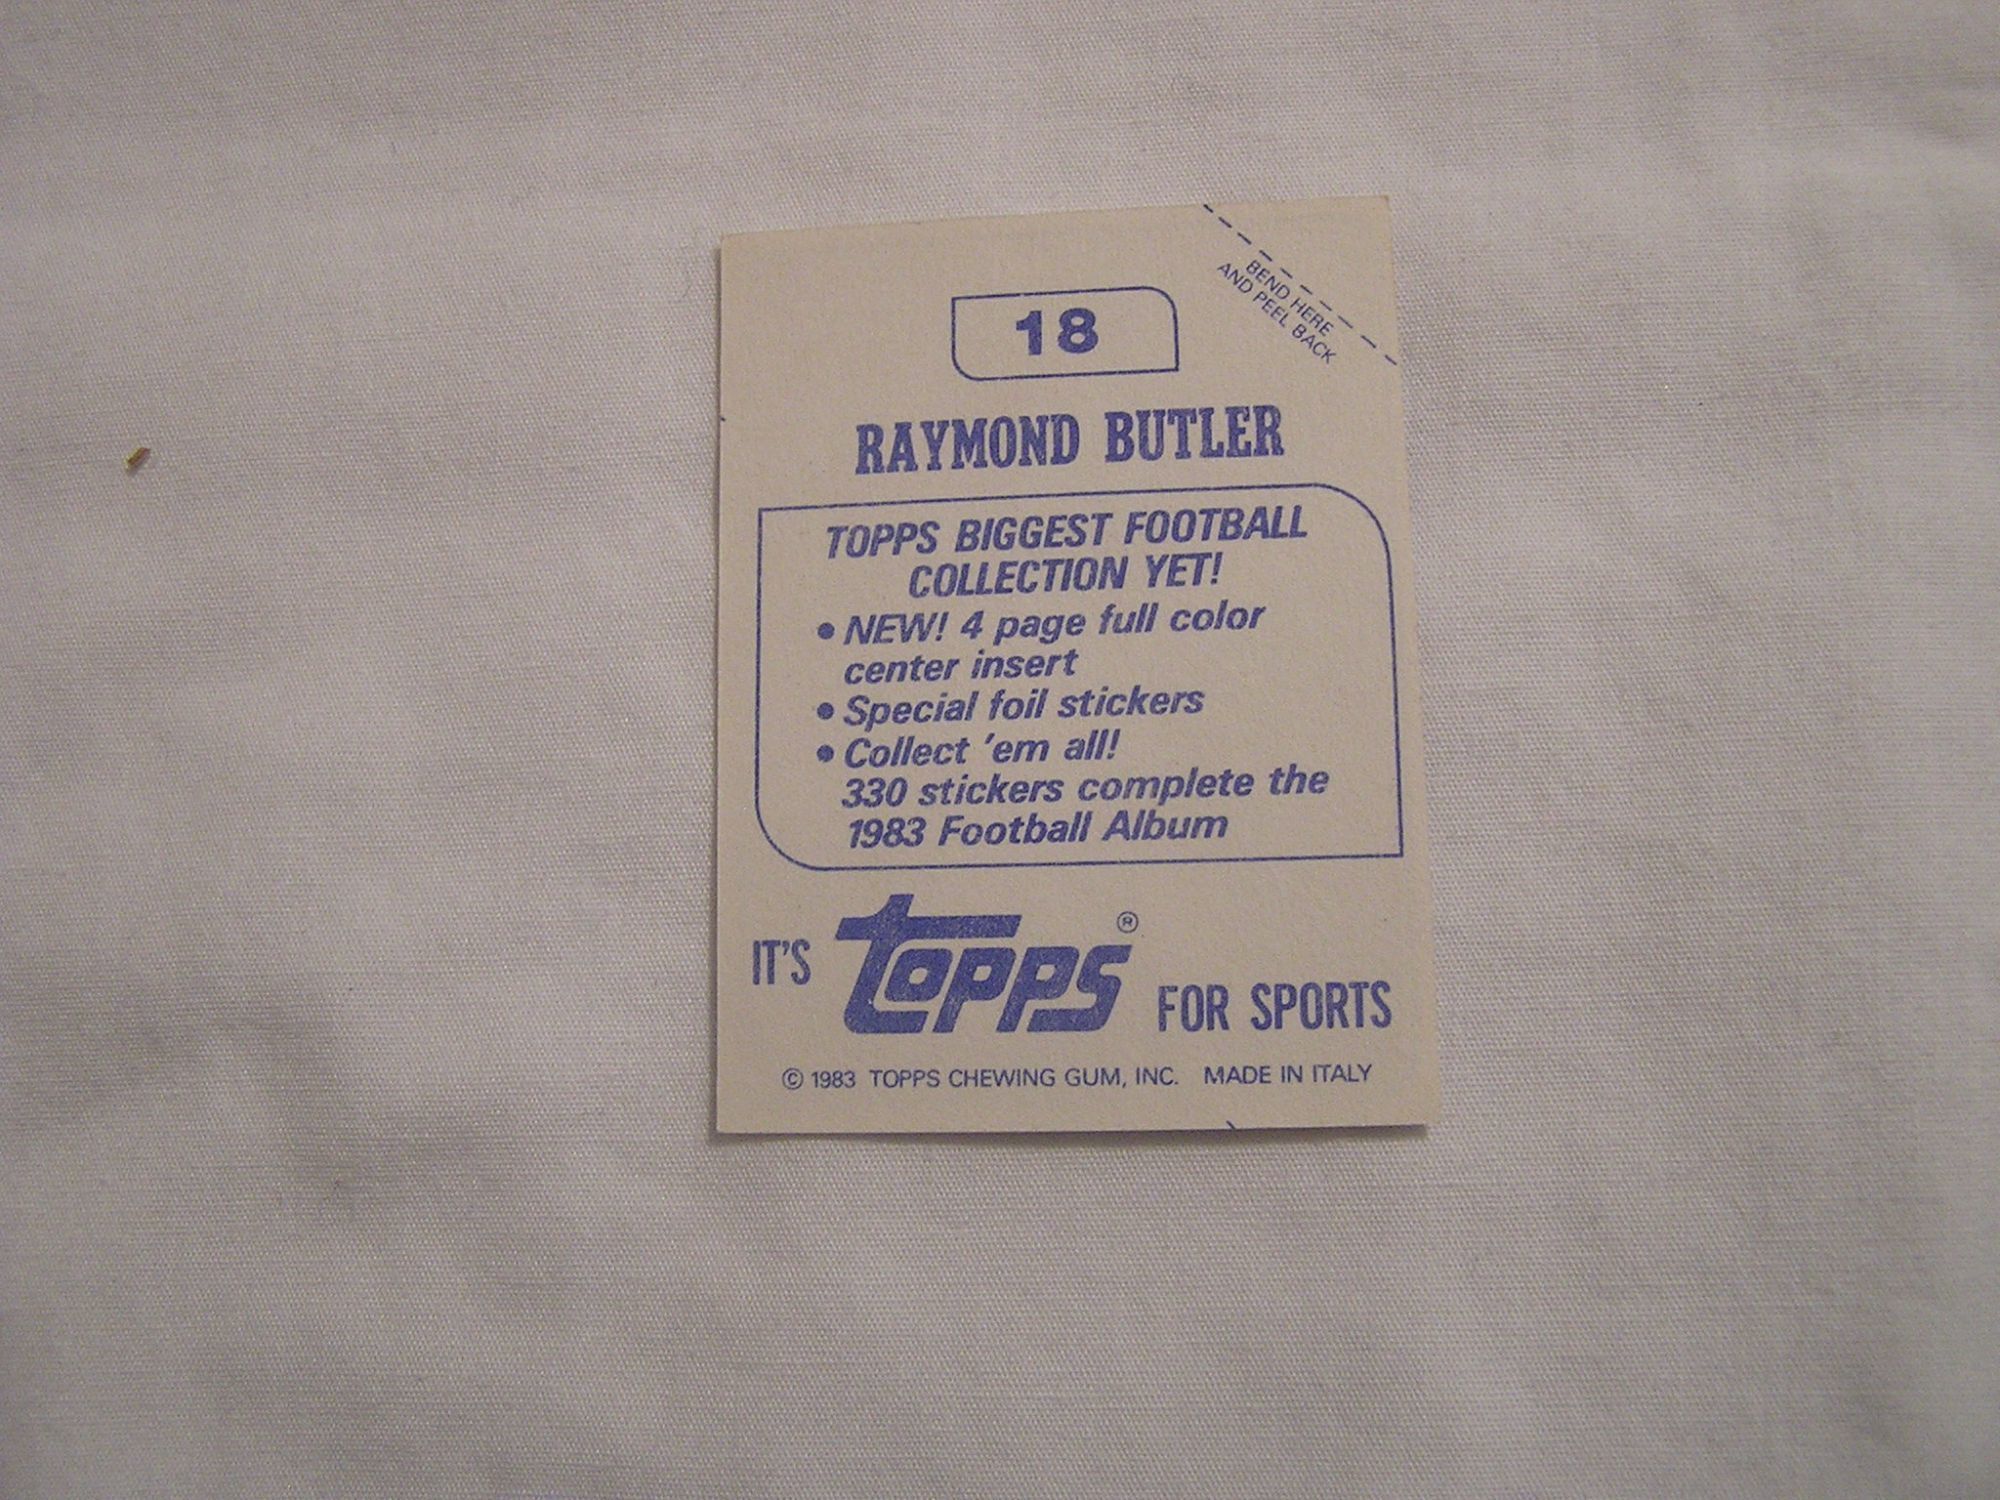 BEND HERE
AND PEEL BACK
18
RAYMOND BUTLER
TOPPS BIGGEST FOOTBALL
COLLECTION YET!
• NEW! 4 page full color
center insert
• Special foil stickers
• Collect 'em all!
330 stickers complete the
1983 Football Album
IT'S Topps® FOR SPORTS
© 1983 TOPPS CHEWING GUM, INC. MADE IN ITALY